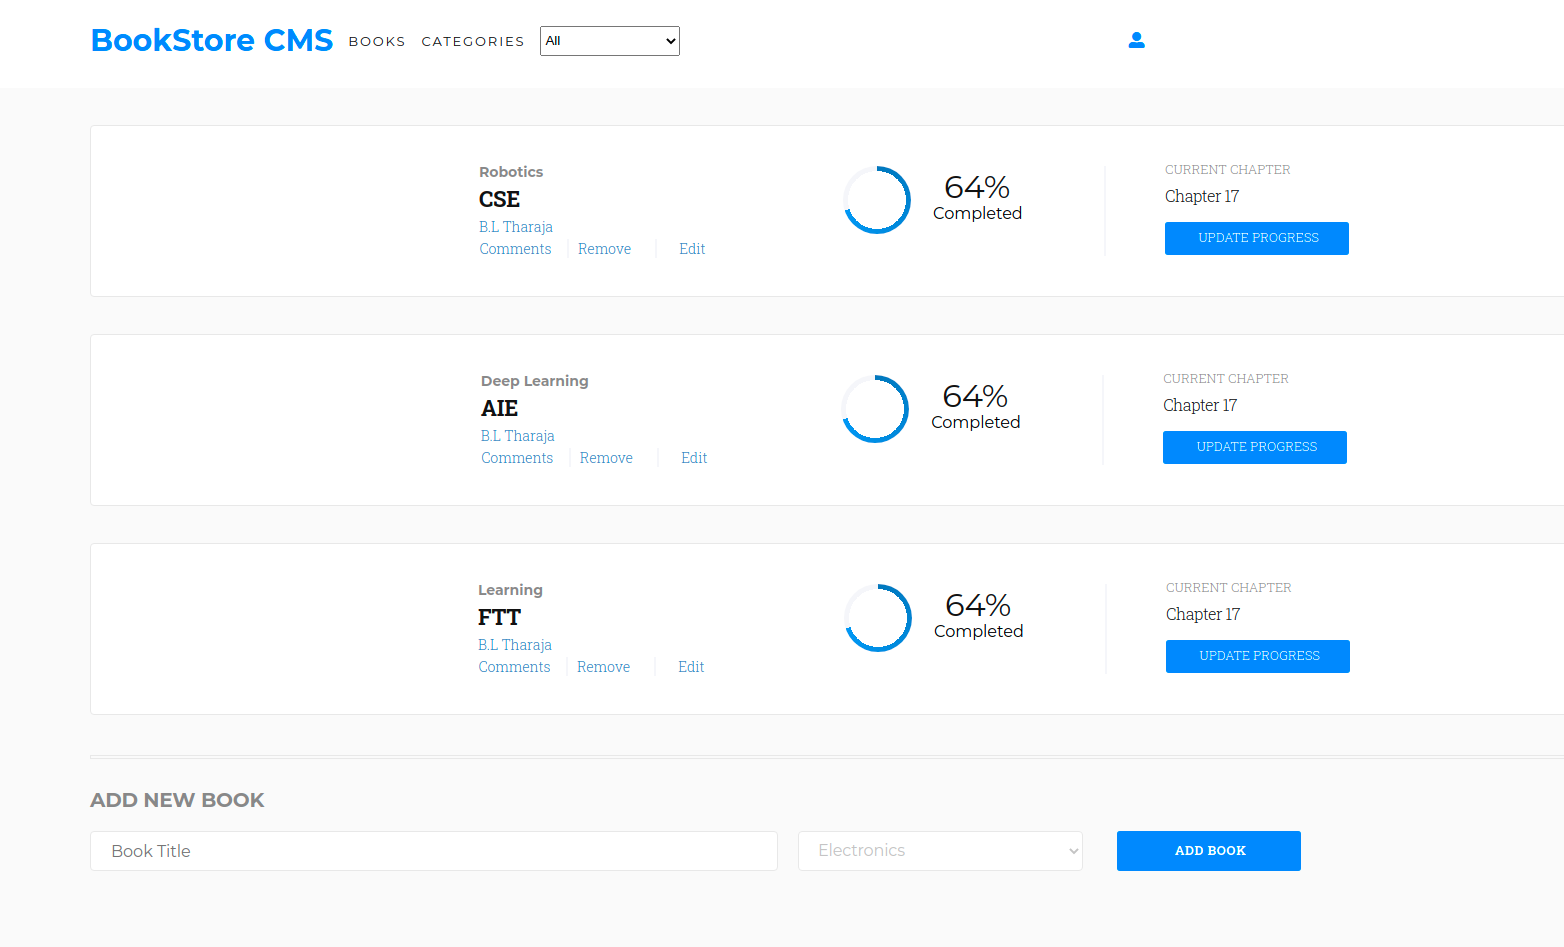 BookStore CMS BOOKS CATEGORIES All
Robotics
CSE
B.L Tharaja
Comments Remove Edit
64%
Completed
CURRENT CHAPTER
Chapter 17
UPDATE PROGRESS
Deep Learning
AIE
B.L Tharaja
Comments Remove Edit
64%
Completed
CURRENT CHAPTER
Chapter 17
UPDATE PROGRESS
Learning
FTT
B.L Tharaja
Comments Remove Edit
64%
Completed
CURRENT CHAPTER
Chapter 17
UPDATE PROGRESS
ADD NEW BOOK
Book Title Electronics ADD BOOK